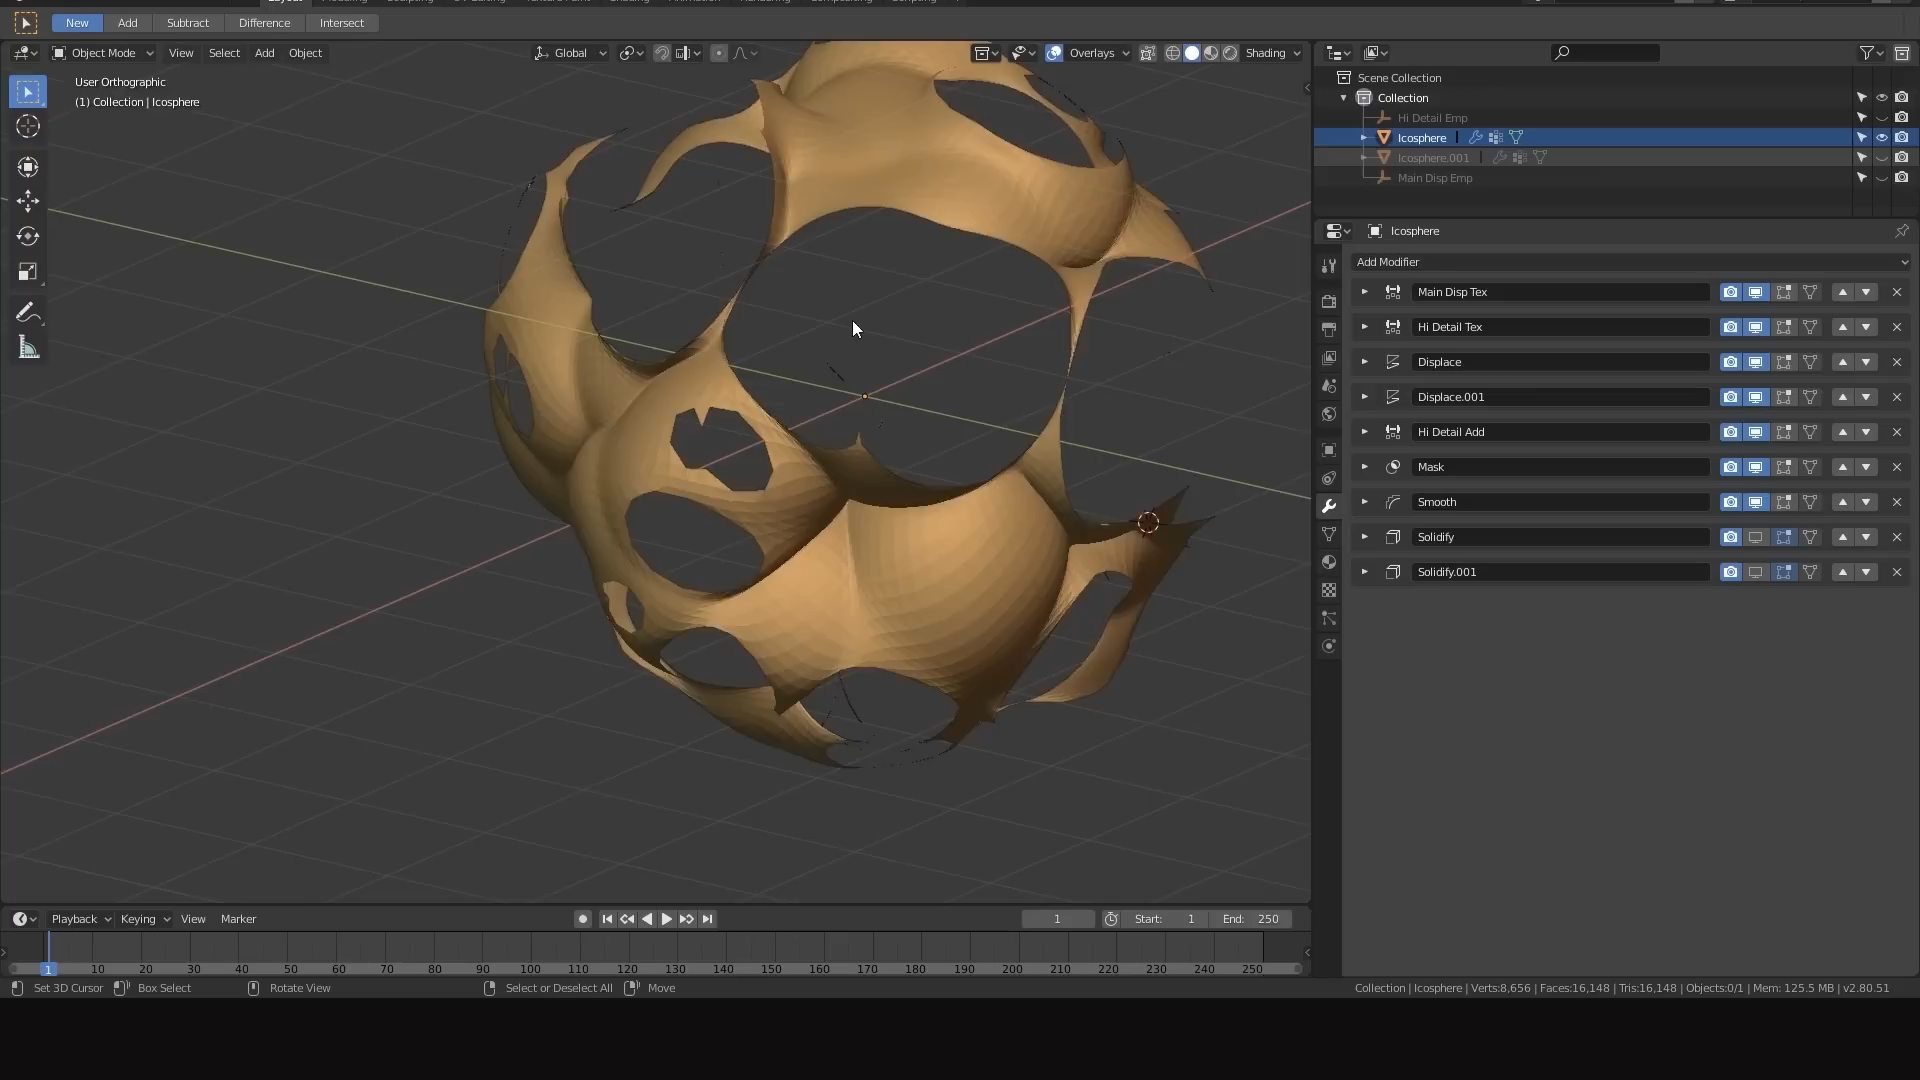 New Add Subtract Difference Intersect
Object Mode View Select Add Object Global Overlays Shading
User Orthographic
(1) Collection | Icosphere
Scene Collection
Collection
Hi Detail Emp
Icosphere
Icosphere.001
Main Disp Emp
Icosphere
Add Modifier
Main Disp Tex
Hi Detail Tex
Displace
Displace.001
Hi Detail Add
Mask
Smooth
Solidify
Solidify.001
Playback Keying View Marker 1 Start: 1 End: 250
1 10 20 30 40 50 60 70 80 90 100 110 120 130 140 150 160 170 180 190 200 210 220 230 240 250
Set 3D Cursor Box Select Rotate View Select or Deselect All Move
Collection | Icosphere | Verts:8,656 | Faces:16,148 | Tris:16,148 | Objects:0/1 | Mem: 125.5 MB | v2.80.51